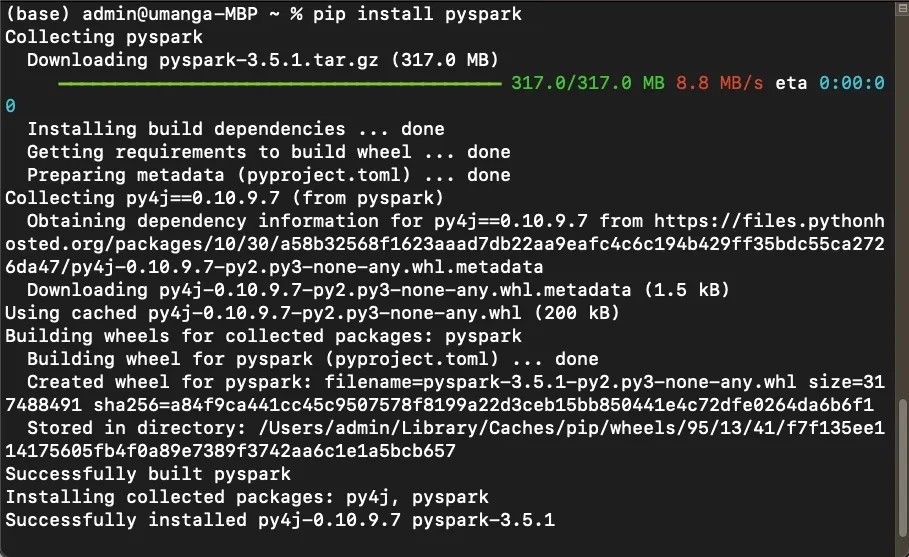 (base) admin@umanga-MBP ~ % pip install pyspark
Collecting pyspark
  Downloading pyspark-3.5.1.tar.gz (317.0 MB)
     ━━━━━━━━━━━━━━━━━━━━━━━━━━━━━━━━━━━━━━━━ 317.0/317.0 MB 8.8 MB/s eta 0:00:0
0
  Installing build dependencies ... done
  Getting requirements to build wheel ... done
  Preparing metadata (pyproject.toml) ... done
Collecting py4j==0.10.9.7 (from pyspark)
  Obtaining dependency information for py4j==0.10.9.7 from https://files.pythonh
osted.org/packages/10/30/a58b32568f1623aaad7db22aa9eafc4c6c194b429ff35bdc55ca272
6da47/py4j-0.10.9.7-py2.py3-none-any.whl.metadata
  Downloading py4j-0.10.9.7-py2.py3-none-any.whl.metadata (1.5 kB)
Using cached py4j-0.10.9.7-py2.py3-none-any.whl (200 kB)
Building wheels for collected packages: pyspark
  Building wheel for pyspark (pyproject.toml) ... done
  Created wheel for pyspark: filename=pyspark-3.5.1-py2.py3-none-any.whl size=31
7488491 sha256=a84f9ca441cc45c9507578f8199a22d3ceb15bb850441e4c72dfe0264da6b6f1
  Stored in directory: /Users/admin/Library/Caches/pip/wheels/95/13/41/f7f135ee1
14175605fb4f0a89e7389f3742aa6c1e1a5bcb657
Successfully built pyspark
Installing collected packages: py4j, pyspark
Successfully installed py4j-0.10.9.7 pyspark-3.5.1